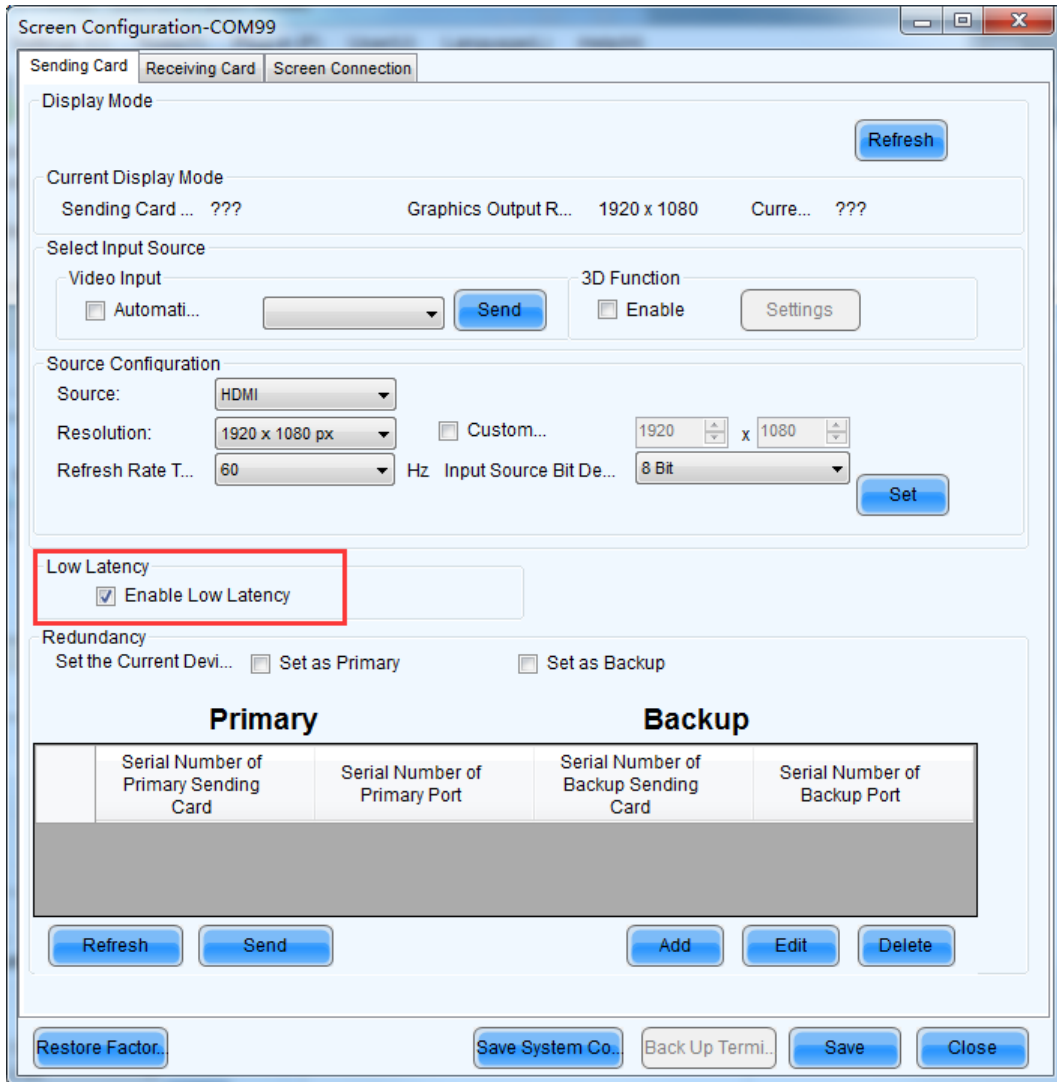 Screen Configuration-COM99
Sending Card Receiving Card Screen Connection
Display Mode
Refresh
Current Display Mode
Sending Card ... ??? Graphics Output R... 1920 x 1080 Curre... ???
Select Input Source
Video Input 3D Function
Automati... Send Enable Settings
Source Configuration
Source: HDMI
Resolution: 1920 x 1080 px Custom... 1920 x 1080
Refresh Rate T... 60 Hz Input Source Bit De... 8 Bit
Set
Low Latency
Enable Low Latency
Redundancy
Set the Current Devi... Set as Primary Set as Backup
Primary Backup
Serial Number of Primary Sending Card Serial Number of Primary Port Serial Number of Backup Sending Card Serial Number of Backup Port
Refresh Send Add Edit Delete
Restore Factor... Save System Co... Back Up Termi... Save Close